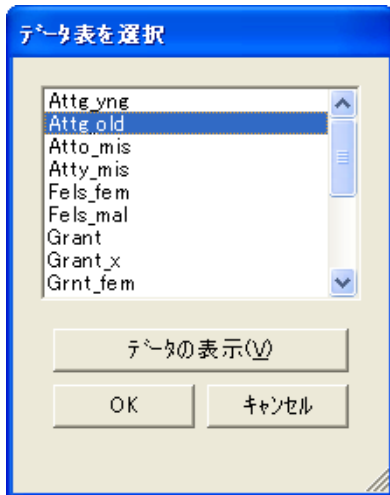 ﾃﾞｰﾀ表を選択
Attg_yng
Attg_old
Atto_mis
Atty_mis
Fels_fem
Fels_mal
Grant
Grant_x
Grnt_fem
ﾃﾞｰﾀの表示(V)
OK
ｷｬﾝｾﾙ